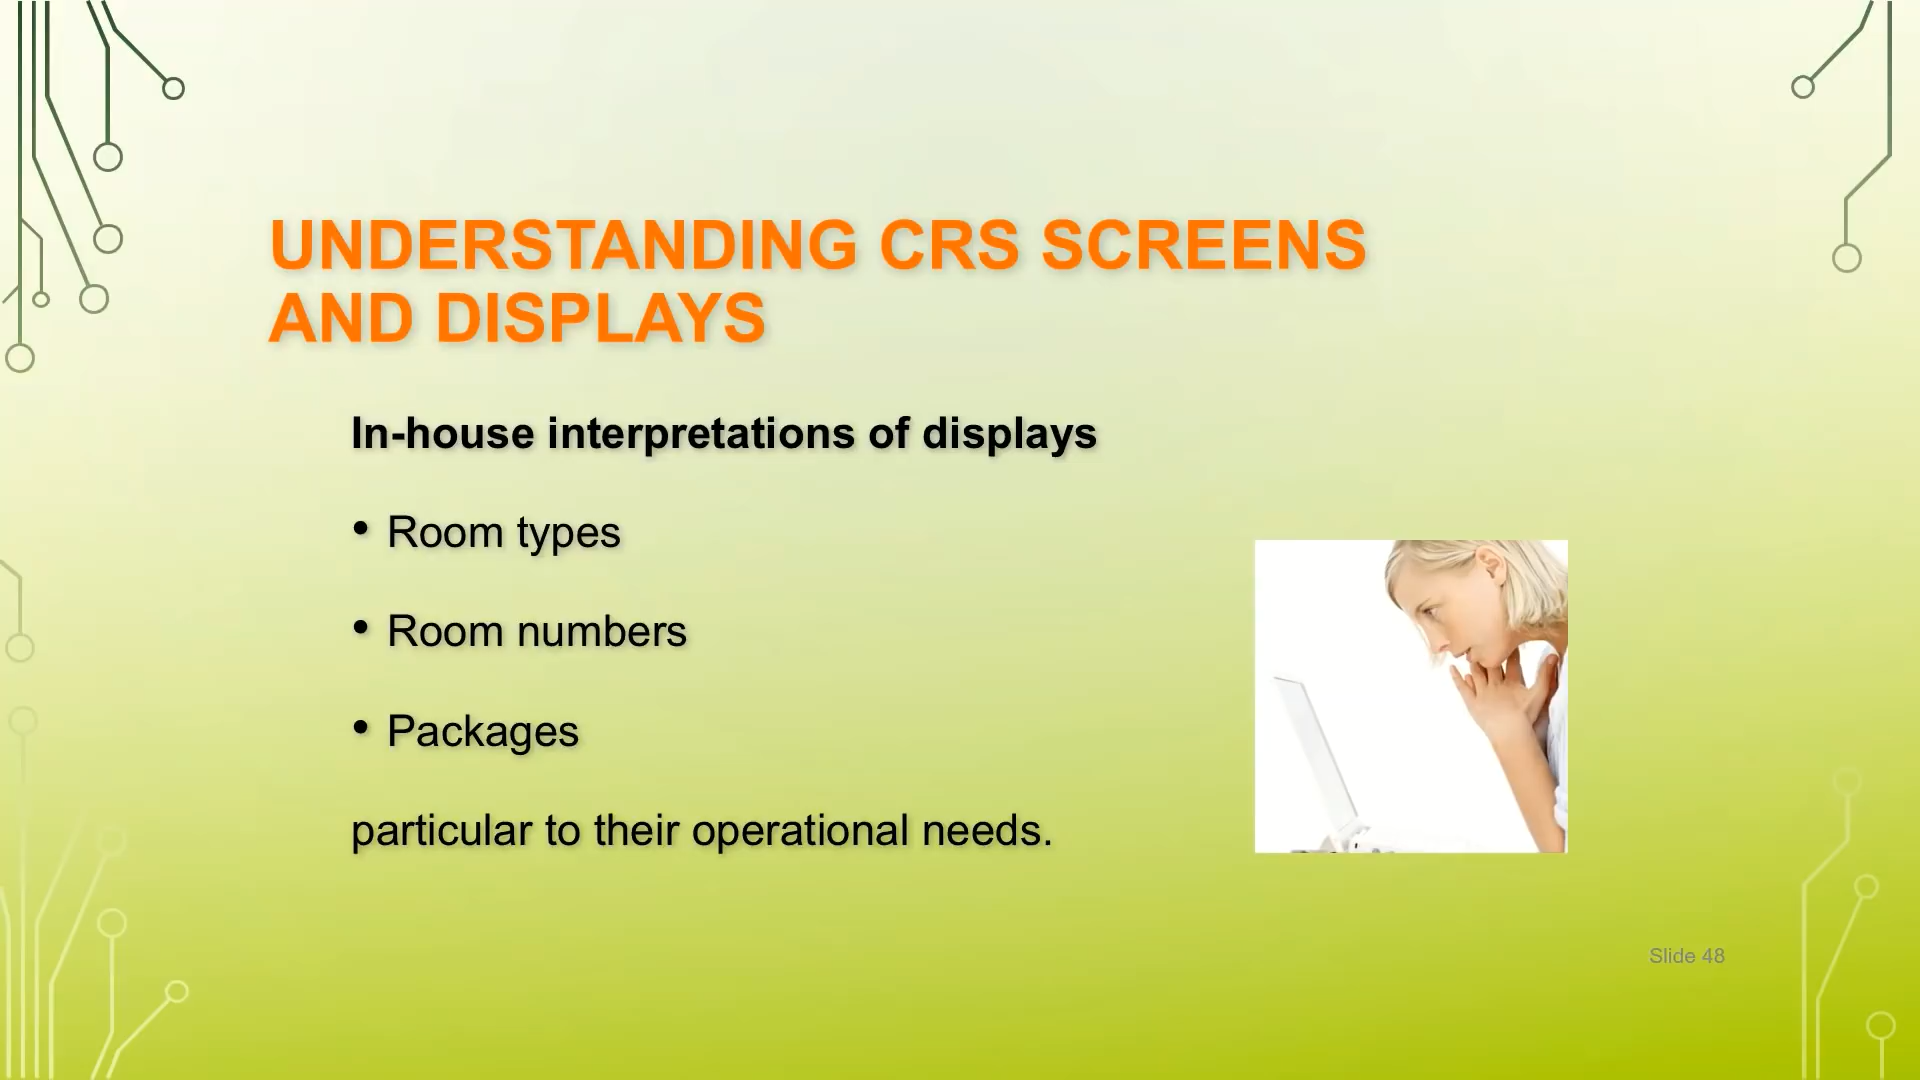 UNDERSTANDING CRS SCREENS
AND DISPLAYS
In-house interpretations of displays
• Room types
• Room numbers
• Packages
particular to their operational needs.
Slide 48